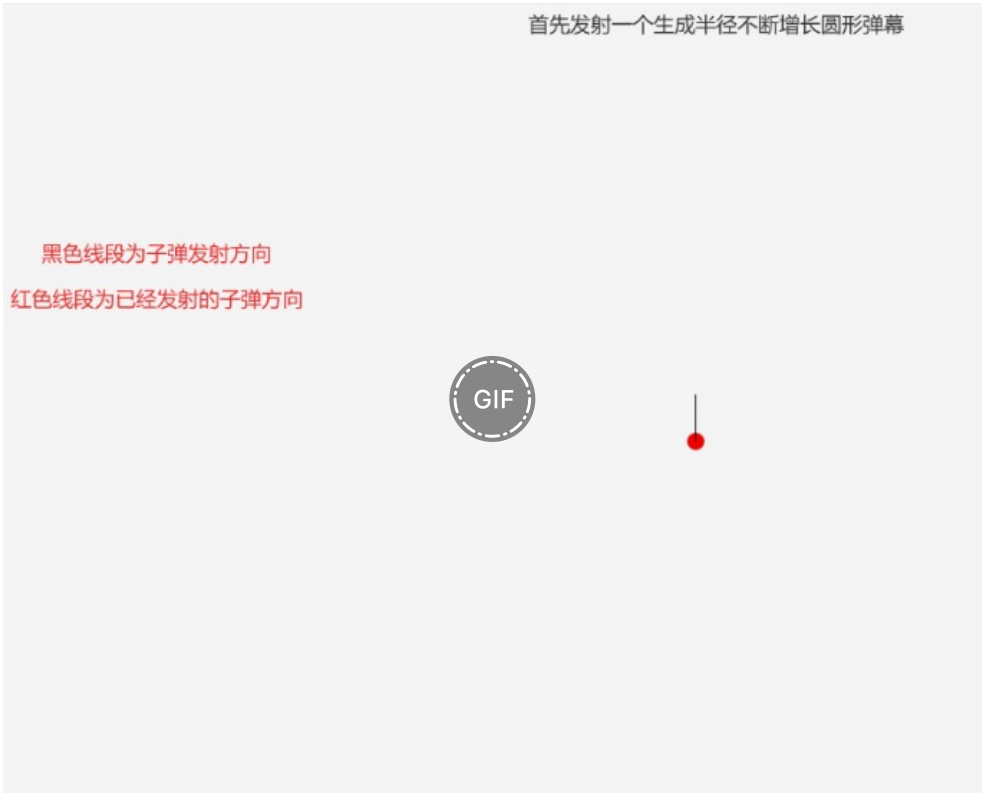 首先发射一个生成半径不断增长圆形弹幕
黑色线段为子弹发射方向
红色线段为已经发射的子弹方向
GIF